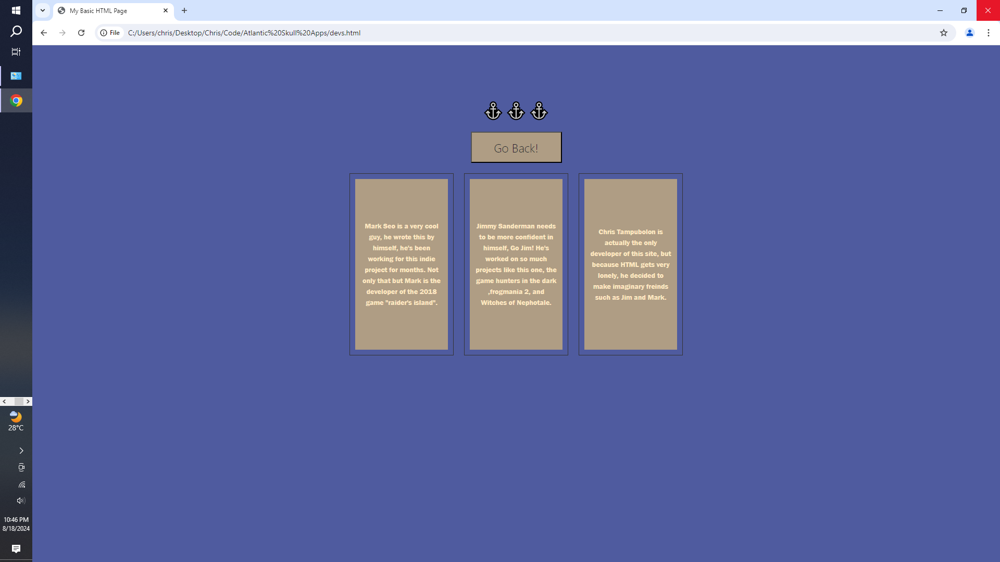 My Basic HTML Page
File
C:/Users/chris/Desktop/Chris/Code/Atlantic%20Skull%20Apps/devs.html
Go Back!
Mark Seo is a very cool
guy, he wrote this by
himself, he's been
working for this indie
project for months. Not
only that but Mark is the
developer of the 2018
game "raider's island".
Jimmy Sanderman needs
to be more confident in
himself, Go Jim! He's
worked on so much
projects like this one, the
game hunters in the dark
,frogmania 2, and
Witches of Nephotale.
Chris Tampubolon is
actually the only
developer of this site, but
because HTML gets very
lonely, he decided to
make imaginary freinds
such as Jim and Mark.
28°C
10:46 PM
8/18/2024